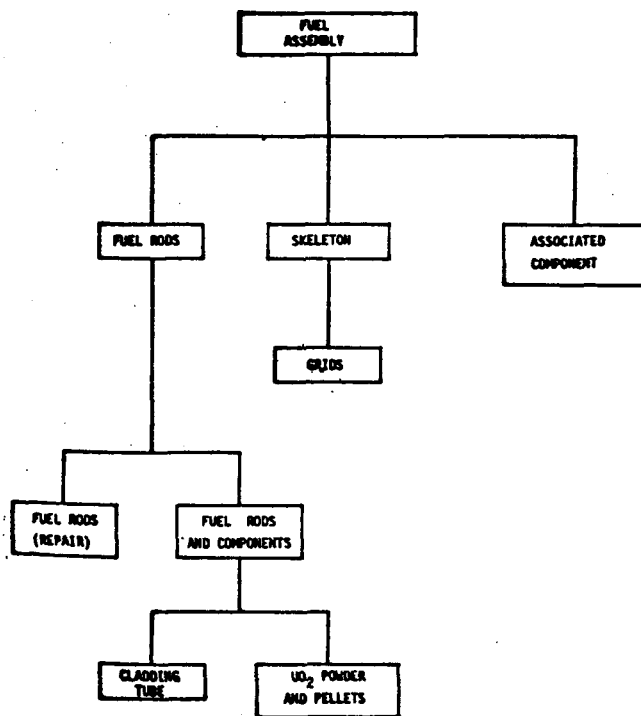 FUEL
ASSEMBLY
FUEL RODS
SKELETON
ASSOCIATED
COMPONENT
GRIDS
FUEL RODS
(REPAIR)
FUEL RODS
AND COMPONENTS
CLADDING
TUBE
UO₂ POWDER
AND PELLETS